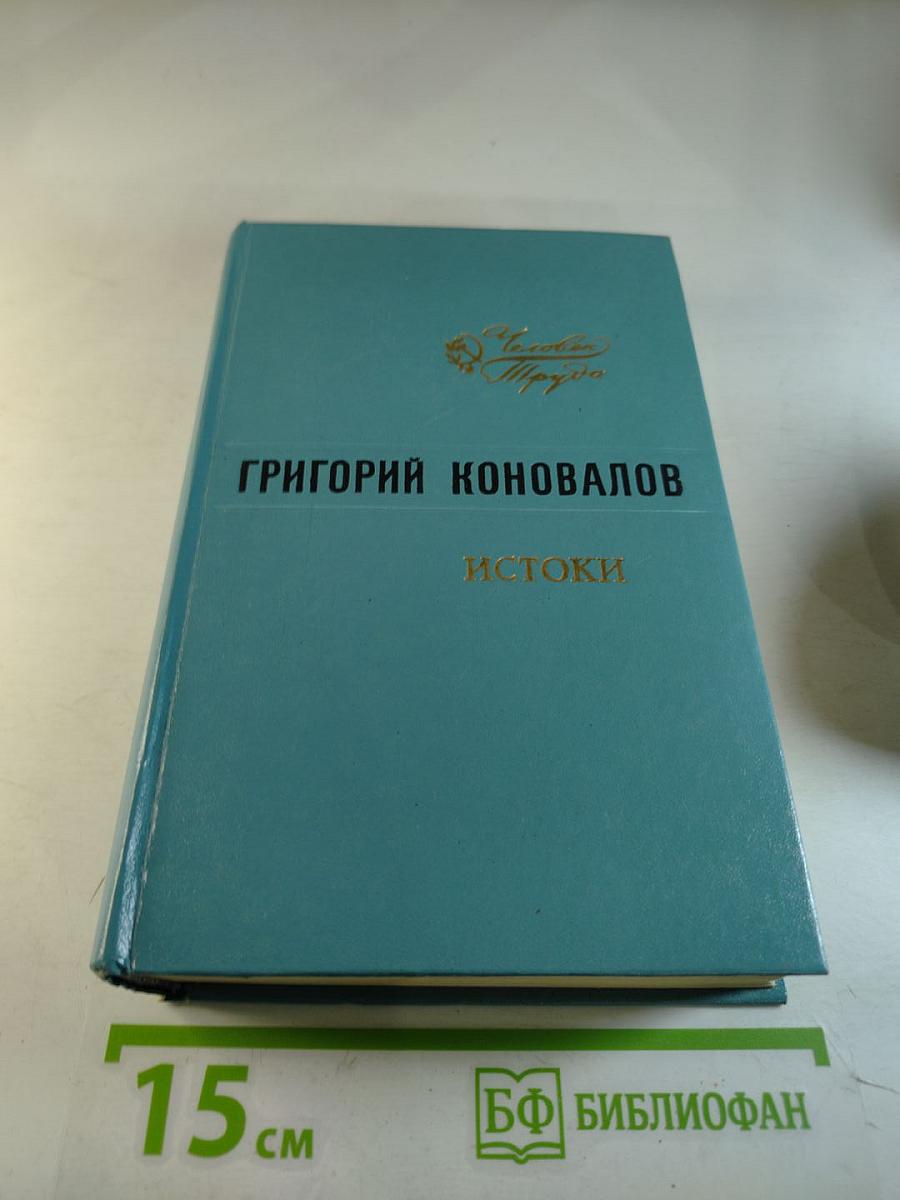 Человек
Труда
ГРИГОРИЙ КОНОВАЛОВ
ИСТОКИ
15 см
БФ БИБЛИОФАН